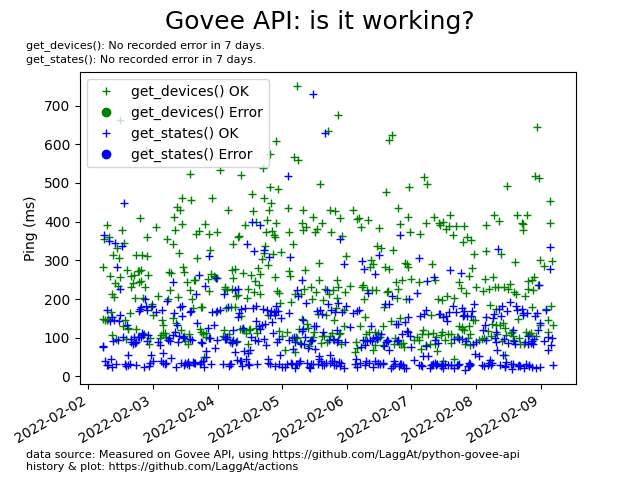 Govee API: is it working?
get_devices(): No recorded error in 7 days.
get_states(): No recorded error in 7 days.
get_devices() OK
get_devices() Error
get_states() OK
get_states() Error
Ping (ms)
700
600
500
400
300
200
100
0
2022-02-02
2022-02-03
2022-02-04
2022-02-05
2022-02-06
2022-02-07
2022-02-08
2022-02-09
data source: Measured on Govee API, using https://github.com/LaggAt/python-govee-api
history & plot: https://github.com/LaggAt/actions